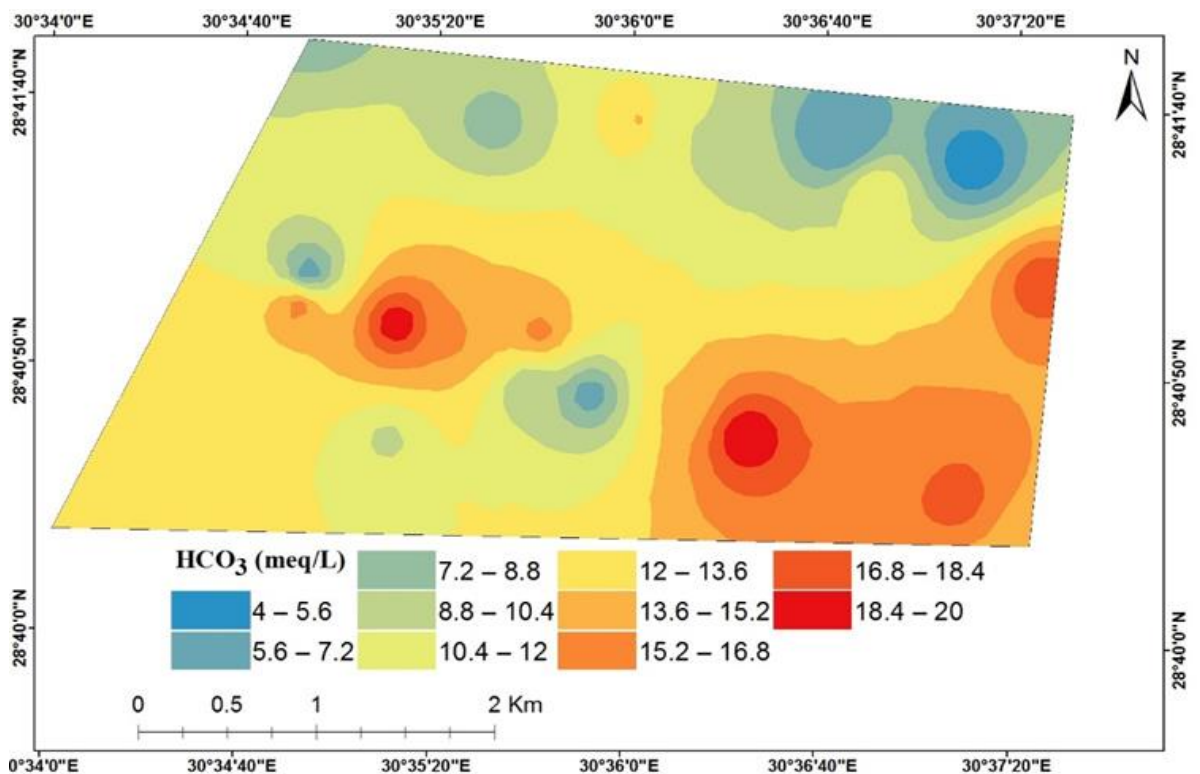 30°34'0"E 30°34'40"E 30°35'20"E 30°36'0"E 30°36'40"E 30°37'20"E
N
28°41'40"N
28°41'40"N
28°40'50"N
28°40'50"N
28°40'0"N
28°40'0"N
HCO₃ (meq/L)
4 – 5.6
5.6 – 7.2
7.2 – 8.8
8.8 – 10.4
10.4 – 12
12 – 13.6
13.6 – 15.2
15.2 – 16.8
16.8 – 18.4
18.4 – 20
0 0.5 1 2 Km
0°34'0"E 30°34'40"E 30°35'20"E 30°36'0"E 30°36'40"E 30°37'20"E